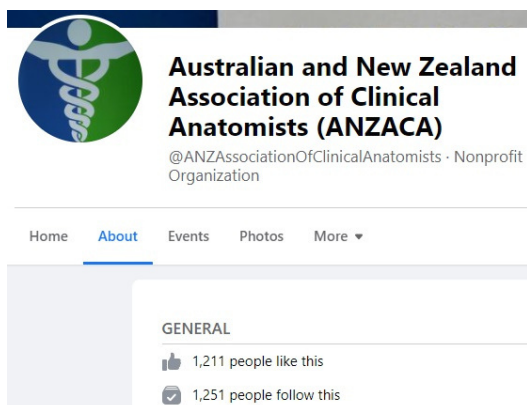 Australian and New Zealand
Association of Clinical
Anatomists (ANZACA)
@ANZAssociationOfClinicalAnatomists · Nonprofit
Organization
Home About Events Photos More
GENERAL
1,211 people like this
1,251 people follow this